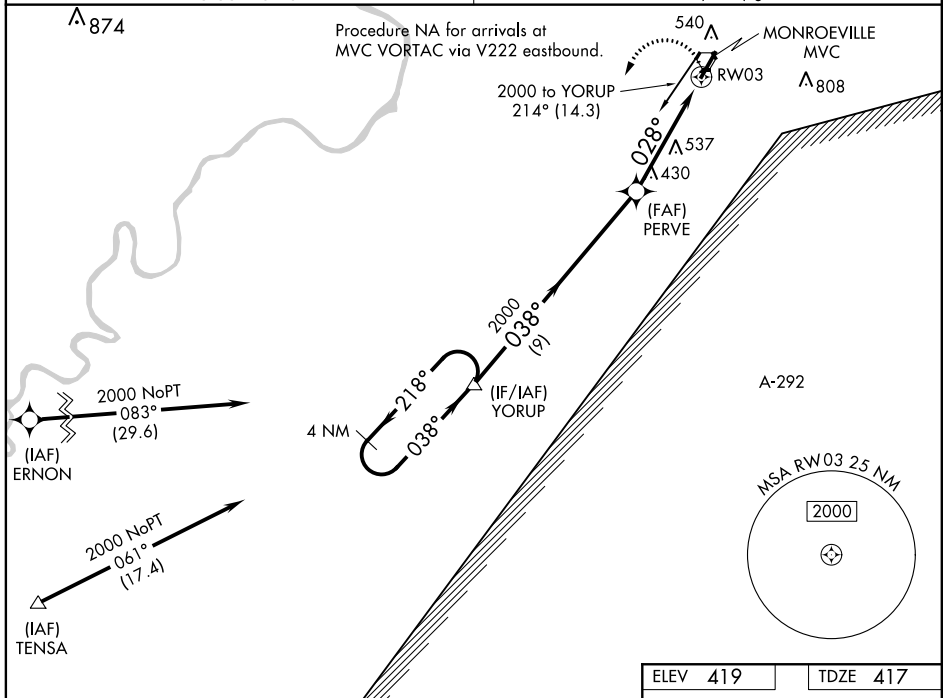 874
Procedure NA for arrivals at
MVC VORTAC via V222 eastbound.
540
MONROEVILLE
MVC
RW03
808
2000 to YORUP
214° (14.3)
028°
537
430
(FAF)
PERVE
2000
038°
(9)
218°
038°
4 NM
(IF/IAF)
YORUP
A-292
2000 NoPT
083°
(29.6)
(IAF)
ERNON
2000 NoPT
061°
(17.4)
(IAF)
TENSA
MSA RW03 25 NM
2000
ELEV 419
TDZE 417